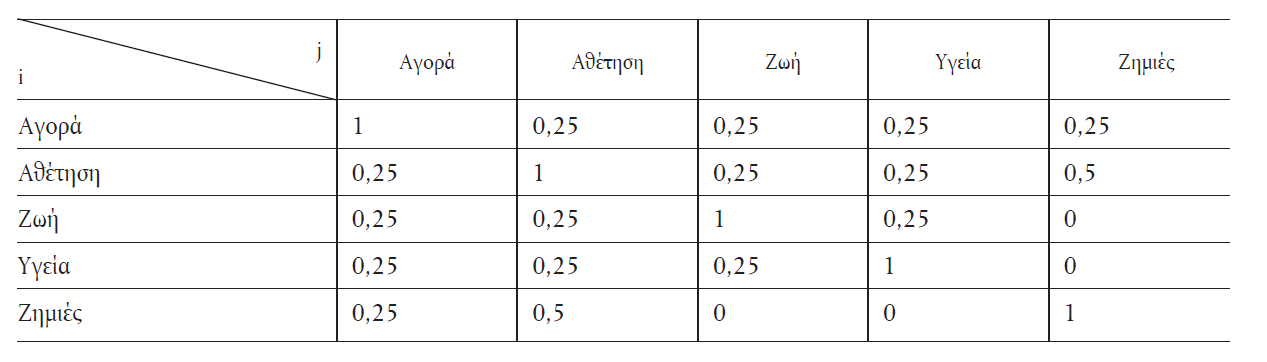 j
i
Αγορά Αθέτηση Ζωή Υγεία Ζημιές
Αγορά 1 0,25 0,25 0,25 0,25
Αθέτηση 0,25 1 0,25 0,25 0,5
Ζωή 0,25 0,25 1 0,25 0
Υγεία 0,25 0,25 0,25 1 0
Ζημιές 0,25 0,5 0 0 1